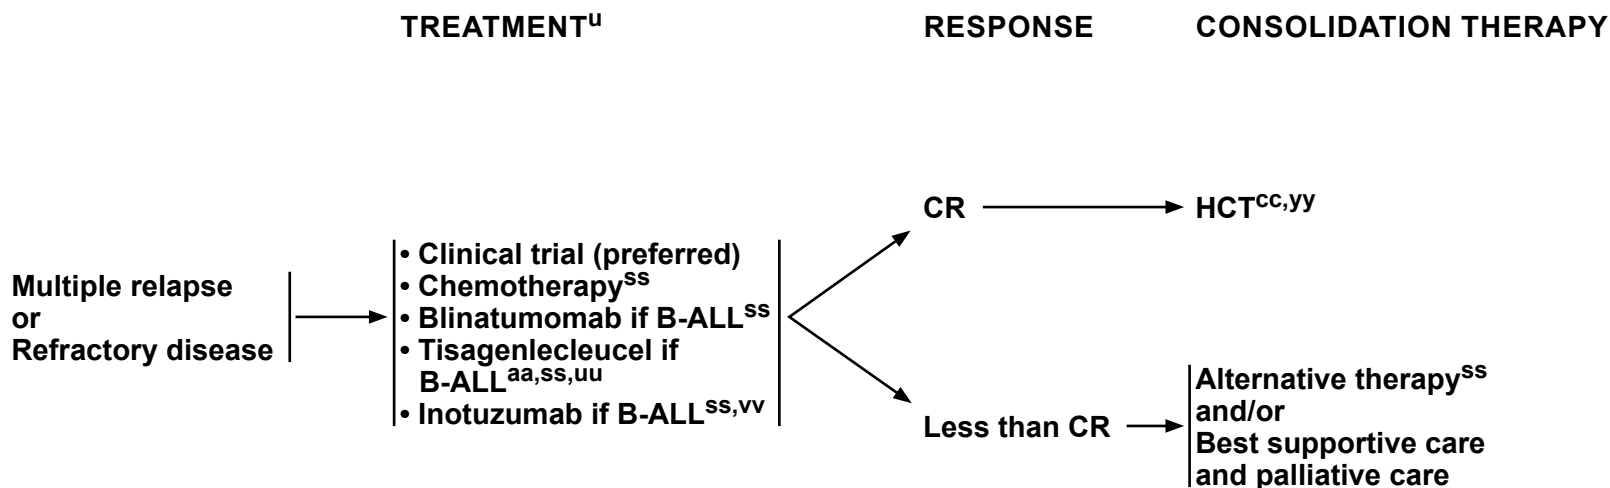 TREATMENTᵘ
RESPONSE
CONSOLIDATION THERAPY
Multiple relapse
or
Refractory disease
• Clinical trial (preferred)
• Chemotherapyˢˢ
• Blinatumomab if B-ALLˢˢ
• Tisagenlecleucel if
B-ALLᵃᵃ,ˢˢ,ᵘᵘ
• Inotuzumab if B-ALLˢˢ,ᵛᵛ
CR
HCTᶜᶜ,ʸʸ
Less than CR
Alternative therapyˢˢ
and/or
Best supportive care
and palliative care